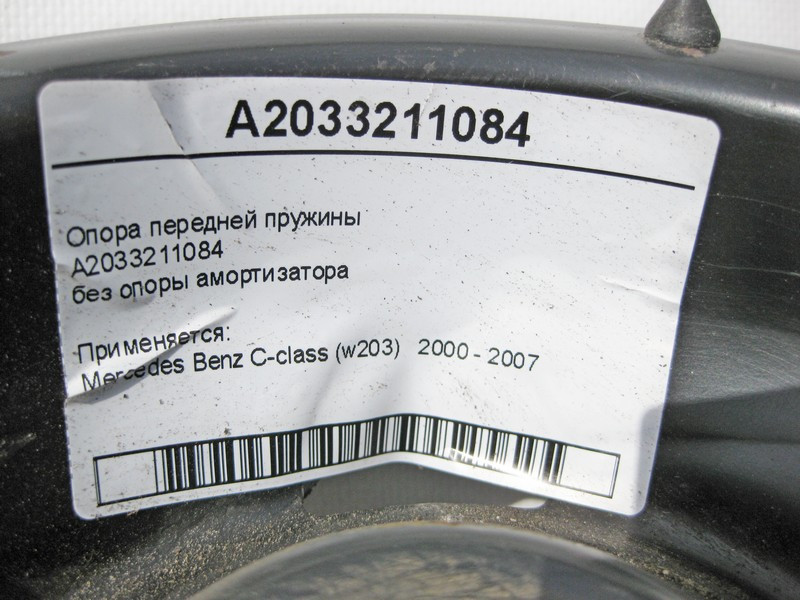 A2033211084
Опора передней пружины
A2033211084
без опоры амортизатора
Применяется:
Mercedes Benz C-class (w203) 2000 - 2007